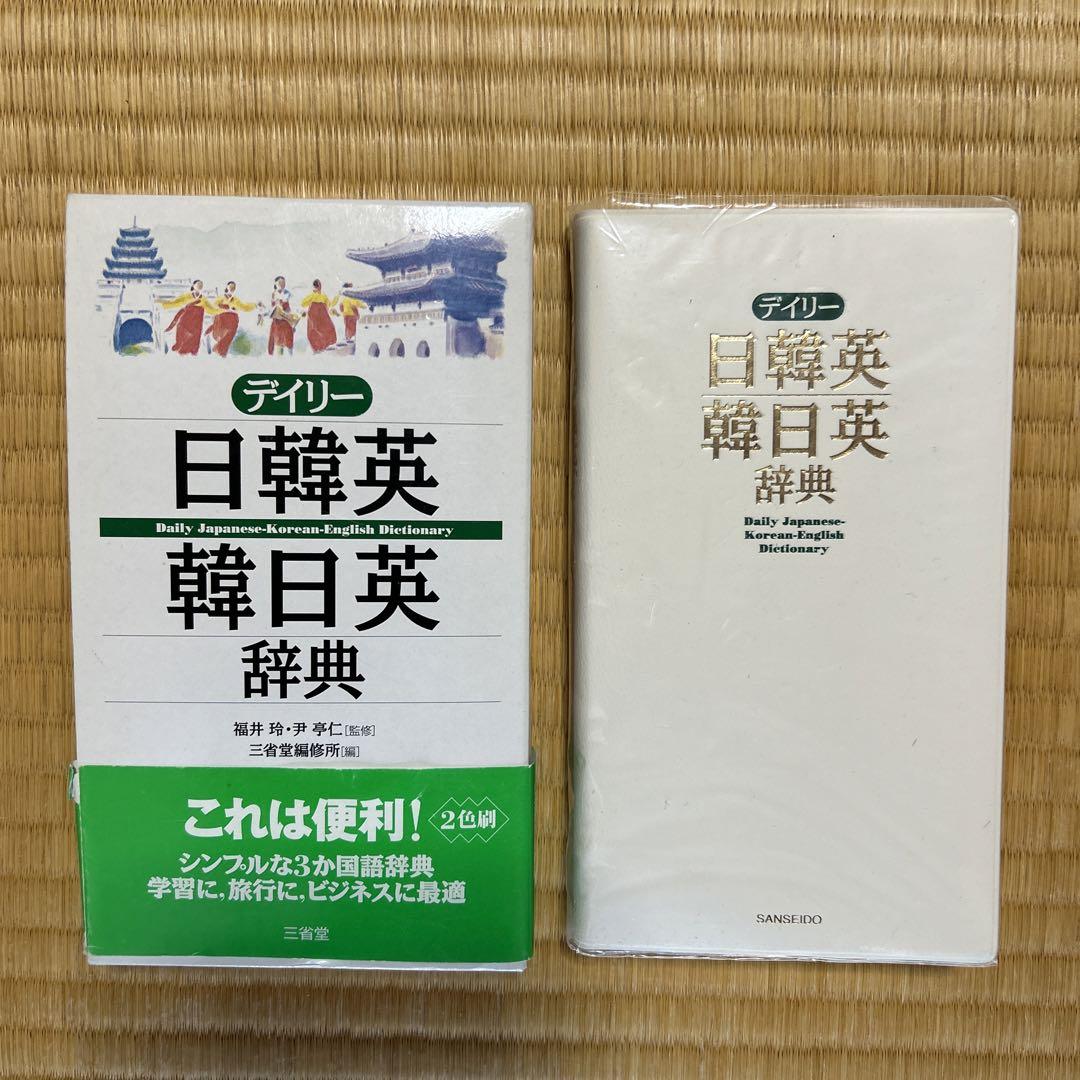 デイリー
日韓英
Daily Japanese-Korean-English Dictionary
韓日英
辞典
福井 玲・尹 亭仁[監修]
三省堂編修所[編]
これは便利! 2色刷
シンプルな3か国語辞典
学習に,旅行に,ビジネスに最適
三省堂
デイリー
日韓英
韓日英
辞典
Daily Japanese-
Korean-English
Dictionary
SANSEIDO